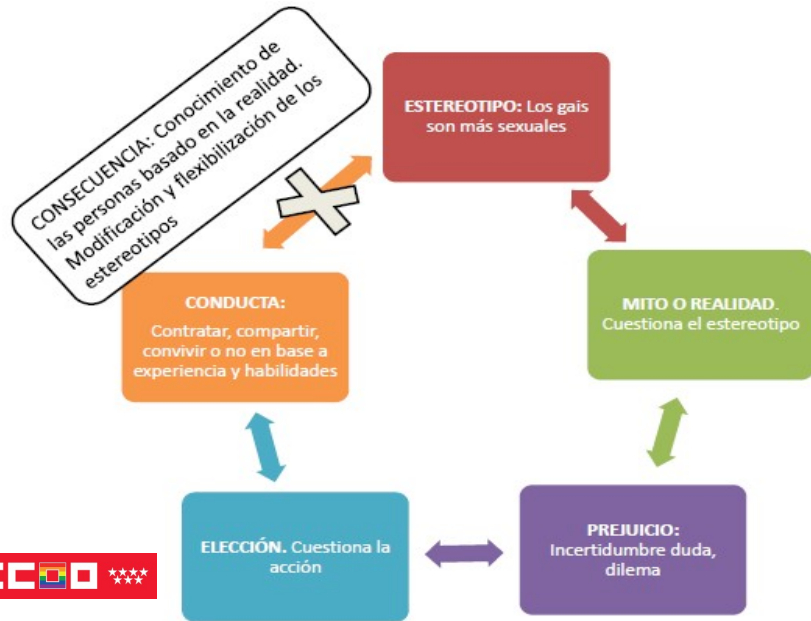 CONSECUENCIA: Conocimiento de
las personas basado en la realidad.
Modificación y flexibilización de los
estereotipos
ESTEREOTIPO: Los gais
son más sexuales
MITO O REALIDAD.
Cuestiona el estereotipo
PREJUICIO:
Incertidumbre duda,
dilema
ELECCIÓN. Cuestiona la
acción
CONDUCTA:
Contratar, compartir,
convivir o no en base a
experiencia y habilidades
CCOO